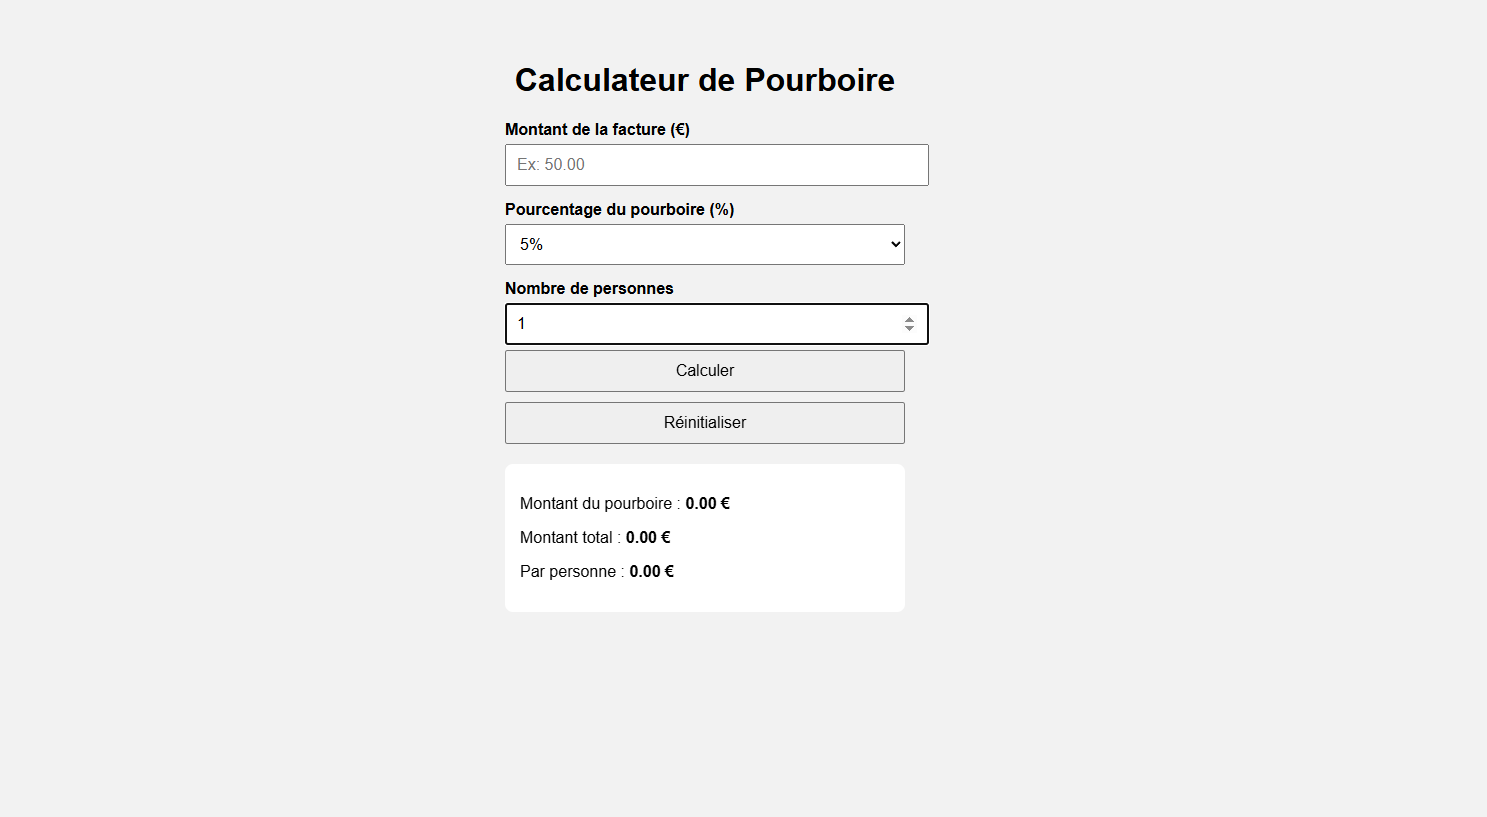 Calculateur de Pourboire
Montant de la facture (€)
Ex: 50.00
Pourcentage du pourboire (%)
5%
Nombre de personnes
1
Calculer
Réinitialiser
Montant du pourboire : 0.00 €
Montant total : 0.00 €
Par personne : 0.00 €